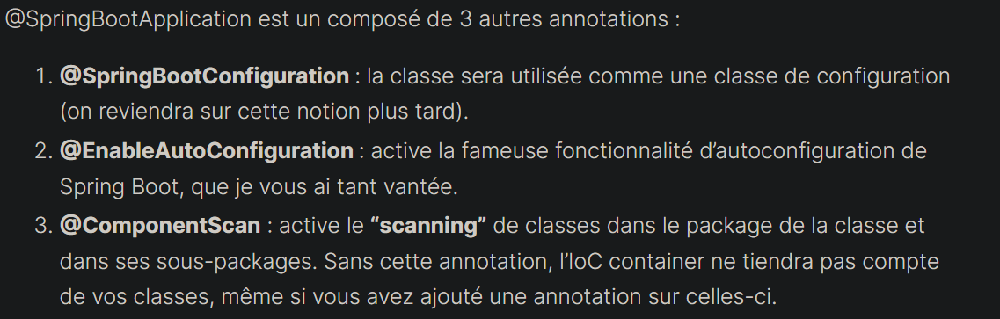 @SpringBootApplication est un composé de 3 autres annotations :
1. @SpringBootConfiguration : la classe sera utilisée comme une classe de configuration
(on reviendra sur cette notion plus tard).
2. @EnableAutoConfiguration : active la fameuse fonctionnalité d’autoconfiguration de
Spring Boot, que je vous ai tant vantée.
3. @ComponentScan : active le “scanning” de classes dans le package de la classe et
dans ses sous-packages. Sans cette annotation, l’IoC container ne tiendra pas compte
de vos classes, même si vous avez ajouté une annotation sur celles-ci.